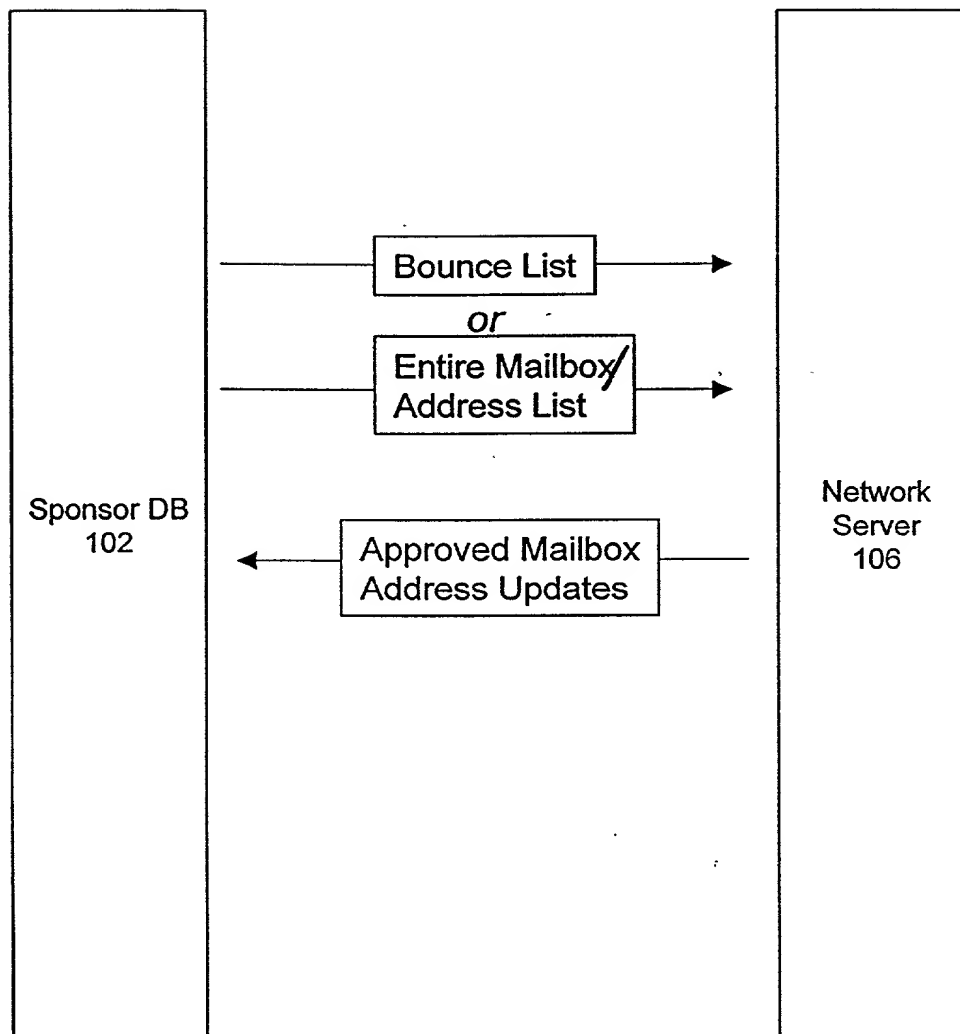 Bounce List
or
Entire Mailbox/
Address List
Sponsor DB
102
Approved Mailbox
Address Updates
Network
Server
106